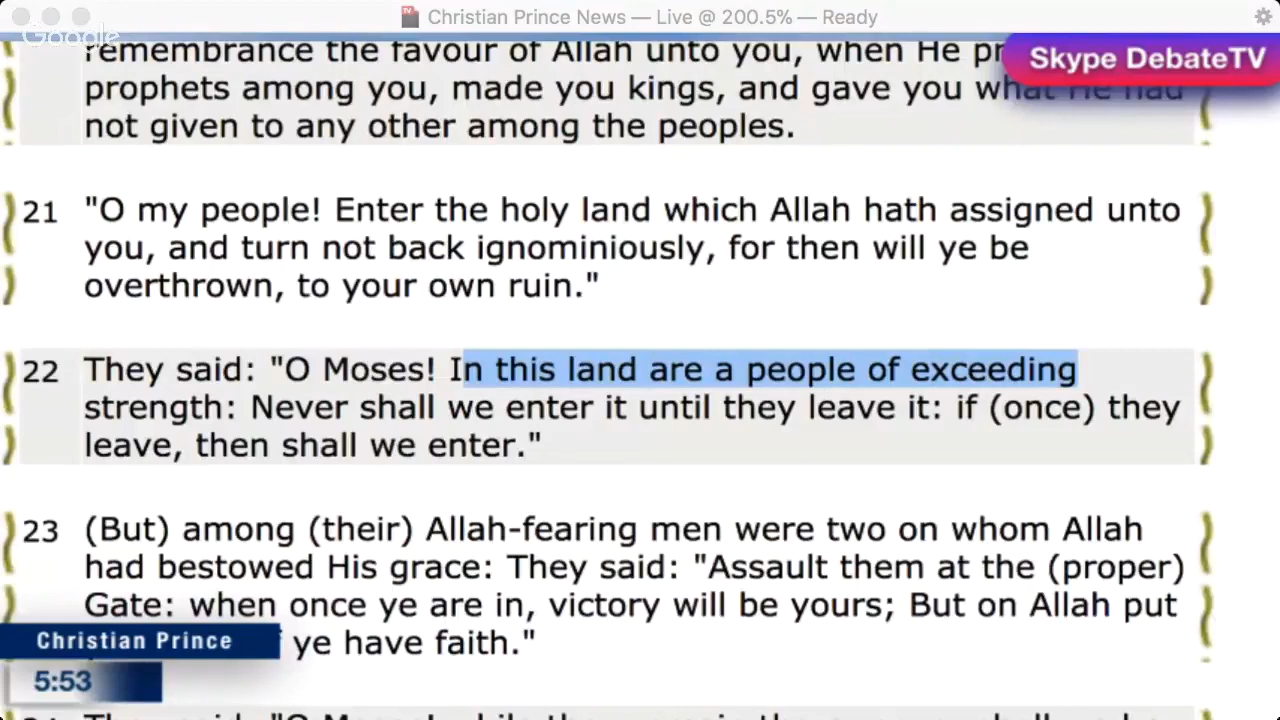 Christian Prince News — Live @ 200.5% — Ready
Google
Skype DebateTV
remembrance the favour of Allah unto you, when He
prophets among you, made you kings, and gave you what He had
not given to any other among the peoples.
21 "O my people! Enter the holy land which Allah hath assigned unto
you, and turn not back ignominiously, for then will ye be
overthrown, to your own ruin."
22 They said: "O Moses! In this land are a people of exceeding
strength: Never shall we enter it until they leave it: if (once) they
leave, then shall we enter."
23 (But) among (their) Allah-fearing men were two on whom Allah
had bestowed His grace: They said: "Assault them at the (proper)
Gate: when once ye are in, victory will be yours; But on Allah put
ye have faith."
Christian Prince
5:53